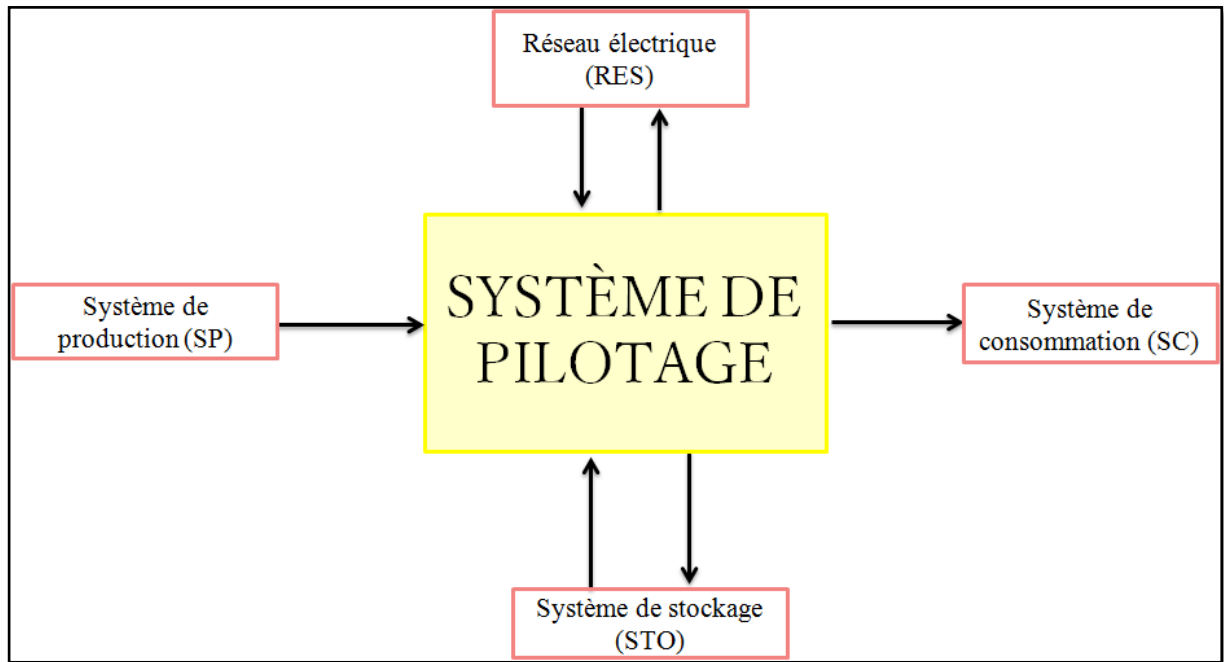 Réseau électrique
(RES)
Système de
production (SP)
SYSTÈME DE
PILOTAGE
Système de
consommation (SC)
Système de stockage
(STO)